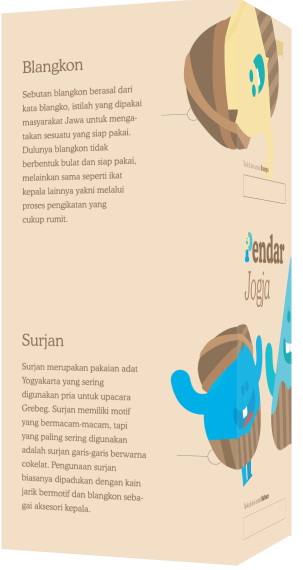 Blangkon
Sebutan blangkon berasal dari
kata blangko, istilah yang dipakai
masyarakat Jawa untuk menga-
takan sesuatu yang siap pakai.
Dulunya blangkon tidak
berbentuk bulat dan siap pakai,
melainkan sama seperti ikat
kepala lainnya yakni melalui
proses pengikatan yang
cukup rumit.
Pendar
Jogja
Surjan
Surjan merupakan pakaian adat
Yogyakarta yang sering
digunakan pria untuk upacara
Grebeg. Surjan memiliki motif
yang bermacam-macam, tapi
yang paling sering digunakan
adalah surjan garis-garis berwarna
cokelat. Pengunaan surjan
biasanya dipadukan dengan kain
jarik bermotif dan blangkon seba-
gai aksesori kepala.